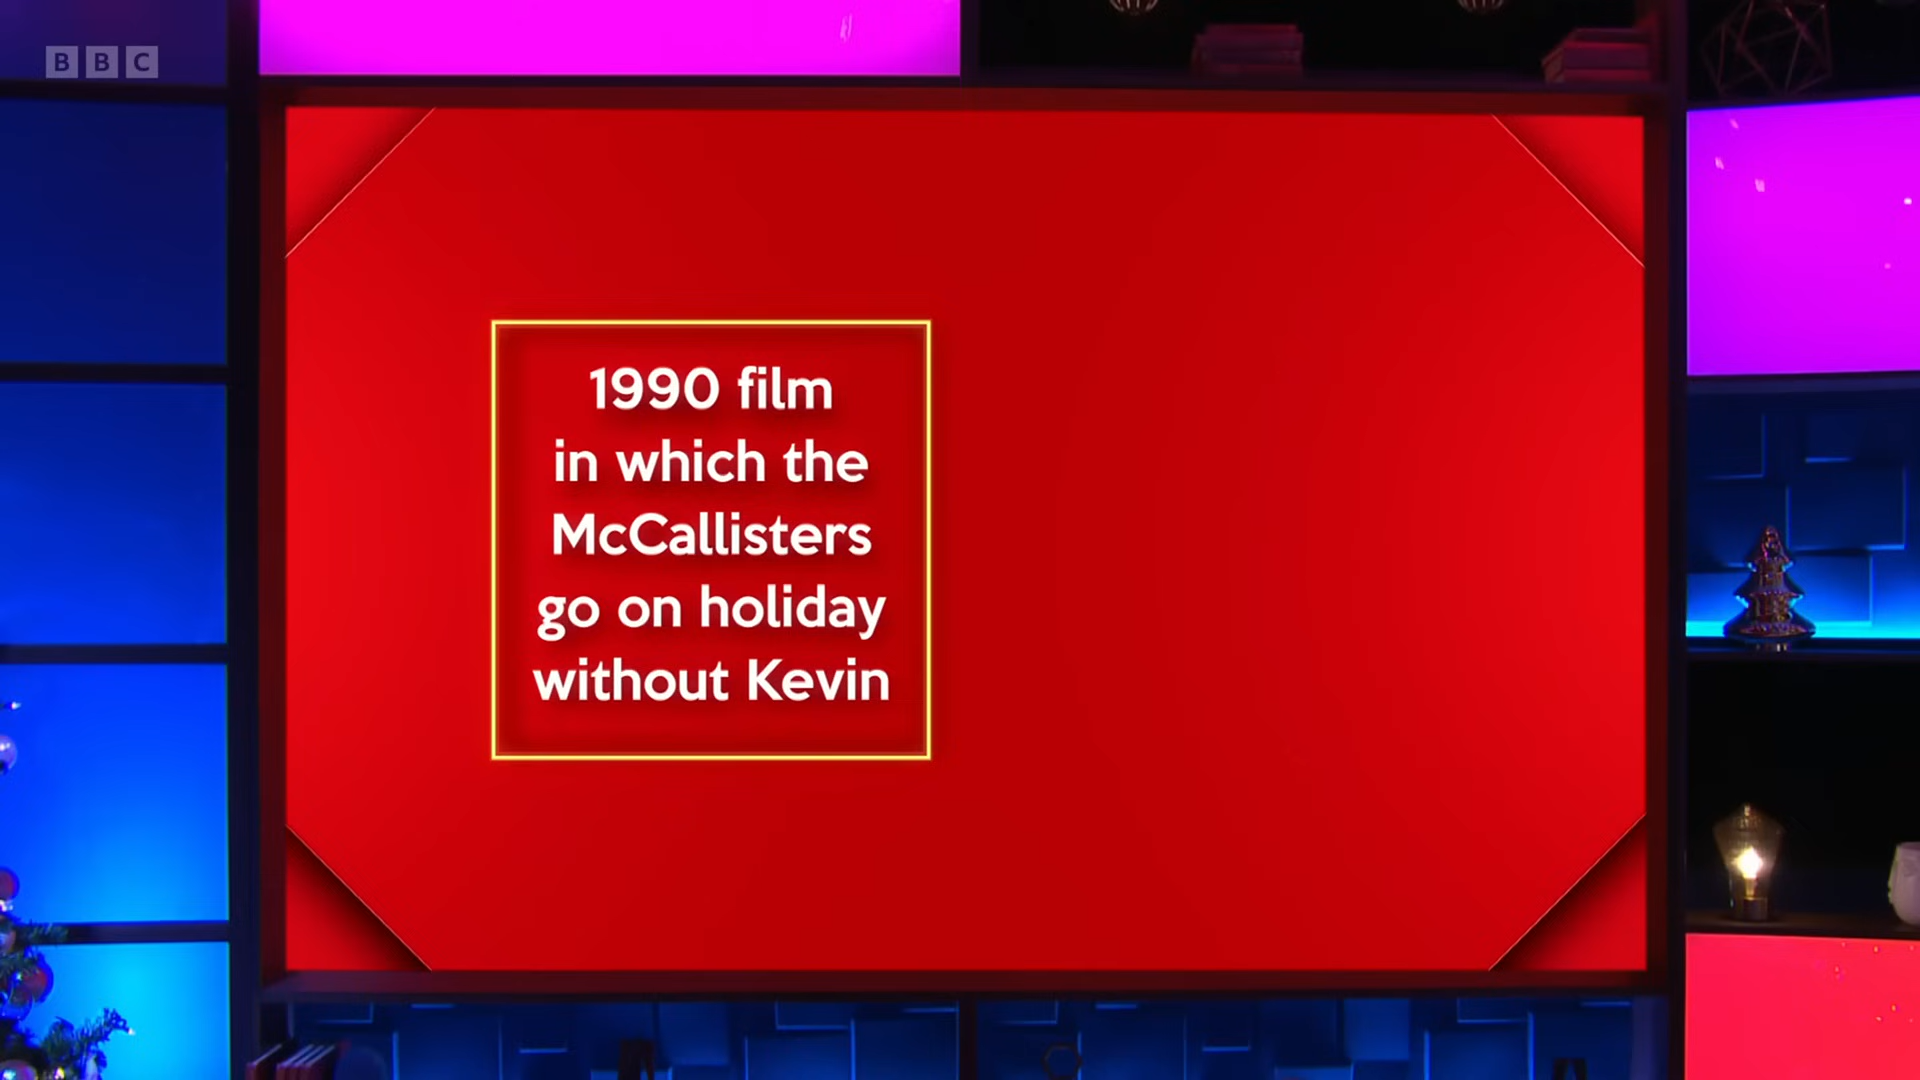 BBC
1990 film
in which the
McCallisters
go on holiday
without Kevin